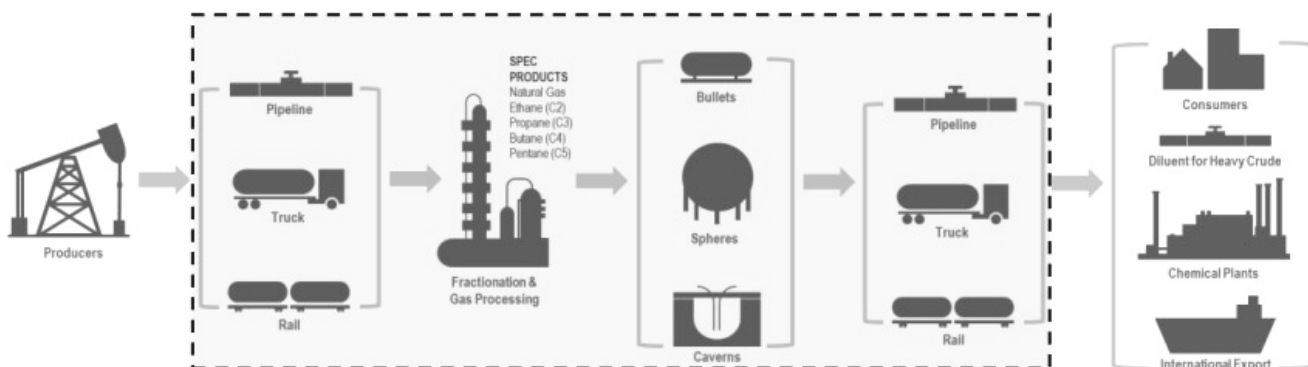 Producers
Pipeline
Truck
Rail
SPEC
PRODUCTS
Natural Gas
Ethane (C2)
Propane (C3)
Butane (C4)
Pentane (C5)
Fractionation &
Gas Processing
Bullets
Spheres
Caverns
Pipeline
Truck
Rail
Consumers
Diluent for Heavy Crude
Chemical Plants
International Export